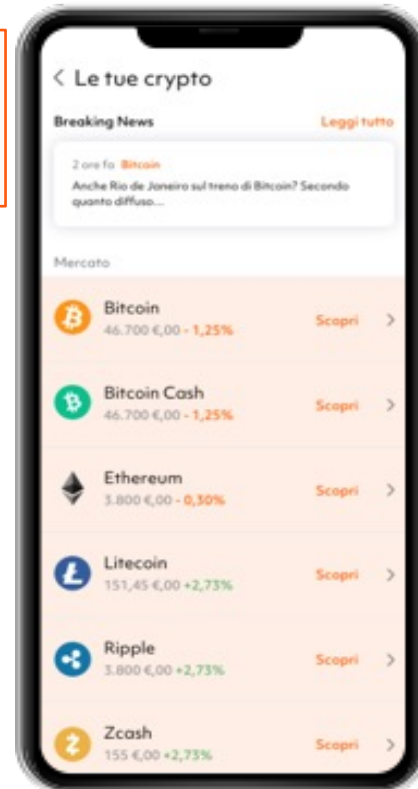 Le tue crypto
Breaking News Leggi tutto
2 ore fa Bitcoin
Anche Rio de Janeiro sul treno di Bitcoin? Secondo
quanto diffuso...
Mercato
Bitcoin
46.700 €,00 - 1,25%
Scopri
Bitcoin Cash
46.700 €,00 - 1,25%
Scopri
Ethereum
3.800 €,00 - 0,30%
Scopri
Litecoin
151,45 €,00 +2,73%
Scopri
Ripple
3.800 €,00 +2,73%
Scopri
Zcash
155 €,00 +2,73%
Scopri